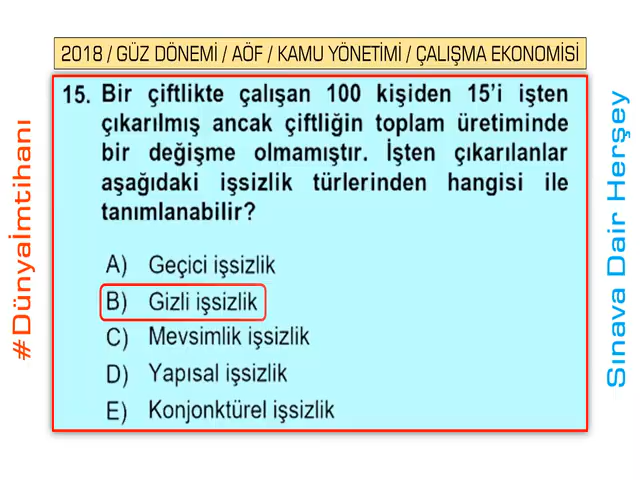 2018 / GÜZ DÖNEMİ / AÖF / KAMU YÖNETİMİ / ÇALIŞMA EKONOMİSİ
#Dünyaİmtihanı
15. Bir çiftlikte çalışan 100 kişiden 15'i işten
çıkarılmış ancak çiftliğin toplam üretiminde
bir değişme olmamıştır. İşten çıkarılanlar
aşağıdaki işsizlik türlerinden hangisi ile
tanımlanabilir?
A) Geçici işsizlik
B) Gizli işsizlik
C) Mevsimlik işsizlik
D) Yapısal işsizlik
E) Konjonktürel işsizlik
Sınava Dair Herşey